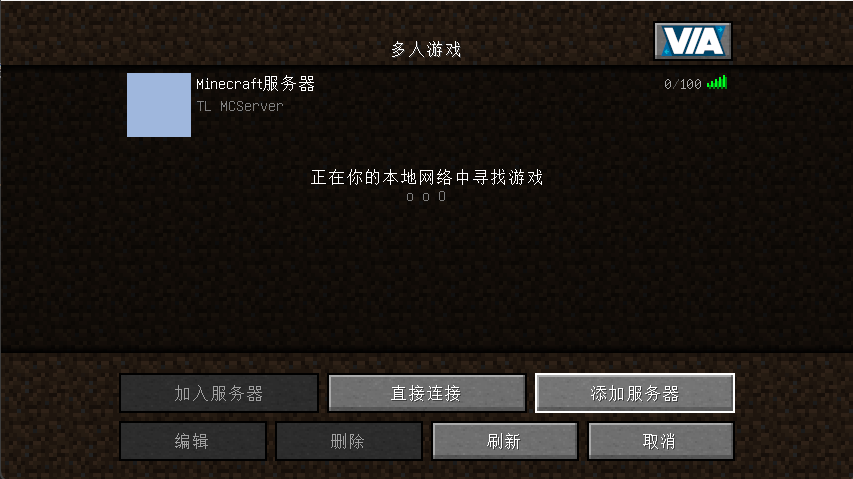 多人游戏
VIA
Minecraft服务器
0/100
TL MCServer
正在你的本地网络中寻找游戏
o o O
加入服务器
直接连接
添加服务器
编辑
删除
刷新
取消